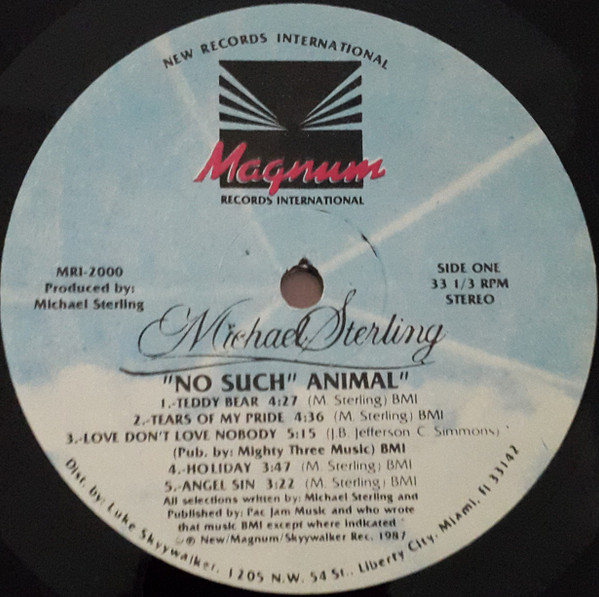 NEW RECORDS INTERNATIONAL
Magnum
RECORDS INTERNATIONAL
MRI-2000
Produced by:
Michael Sterling
SIDE ONE
33 1/3 RPM
STEREO
Michael Sterling
"NO SUCH" ANIMAL"
1.-TEDDY BEAR 4:27 (M. Sterling) BMI
2.-TEARS OF MY PRIDE 4:36 (M. Sterling) BMI
3.-LOVE DON'T LOVE NOBODY 5:15 (J.B. Jefferson C. Simmons)
(Pub. by: Mighty Three Music) BMI
4.-HOLIDAY 3:47 (M. Sterling) BMI
5.-ANGEL SIN 3:22 (M. Sterling) BMI
All selections written by: Michael Sterling and
Published by: Pac Jam Music and who wrote
that music BMI except where indicated
©℗ New/Magnum/Skyywalker Rec. 1987
Dist. by: Luke Skyywalker, 1205 N.W. 54 St., Liberty City, Miami, Fl 33142